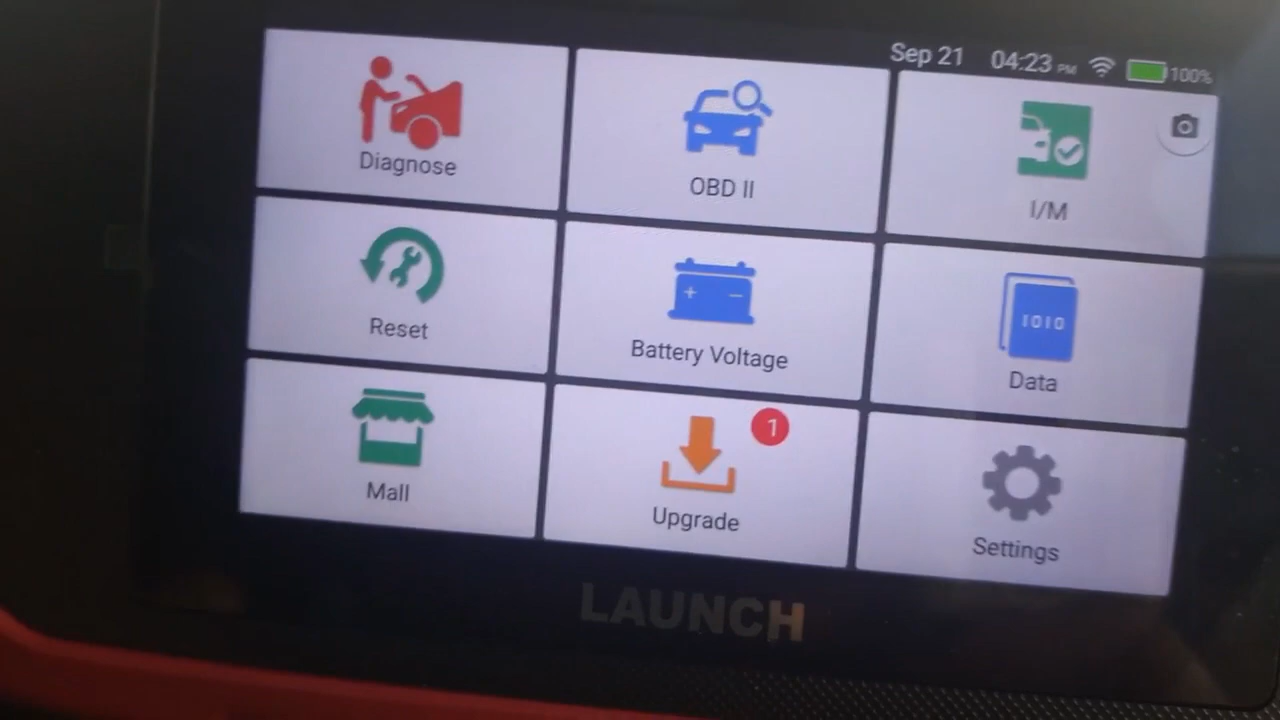 Sep 21 04:23 PM 100%
Diagnose
OBD II
I/M
Reset
Battery Voltage
1010
Data
Mall
1
Upgrade
Settings
LAUNCH